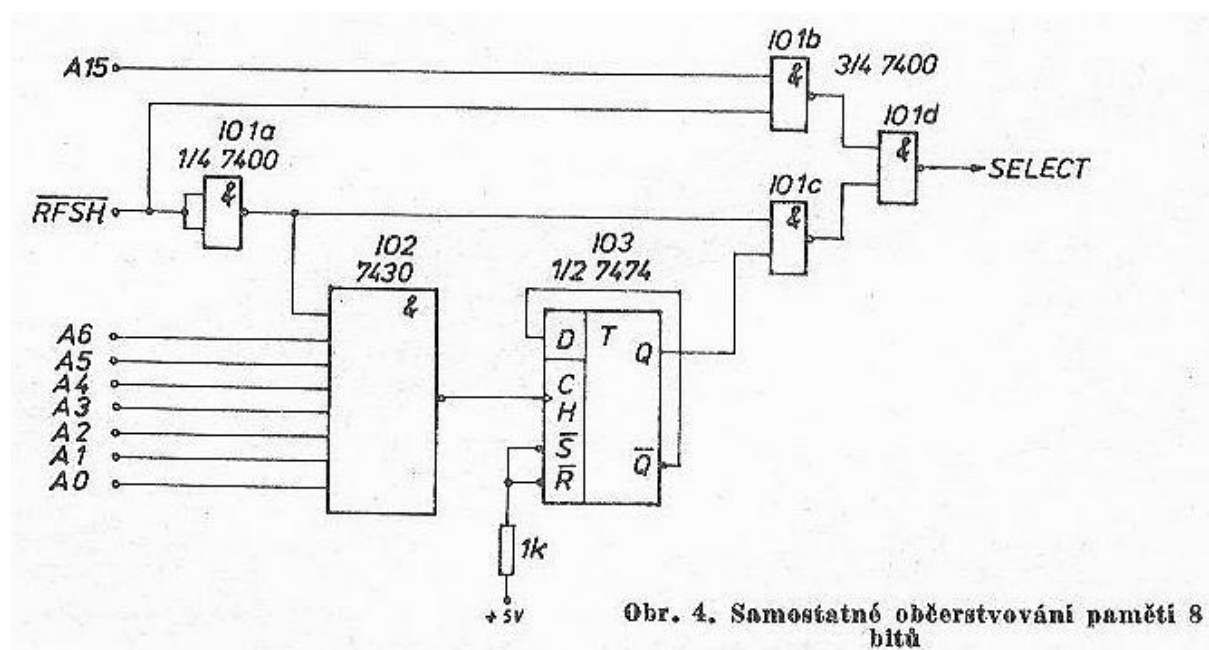 A15
IO1b
&
3/4 7400
IO1d
&
SELECT
IO1a
1/4 7400
&
RFSH
IO1c
&
IO2
7430
&
IO3
1/2 7474
A6
A5
A4
A3
A2
A1
A0
D
T
Q
C
H
S
R
Q
1k
+5V
Obr. 4. Samostatné občerstvování paměti 8
bitů